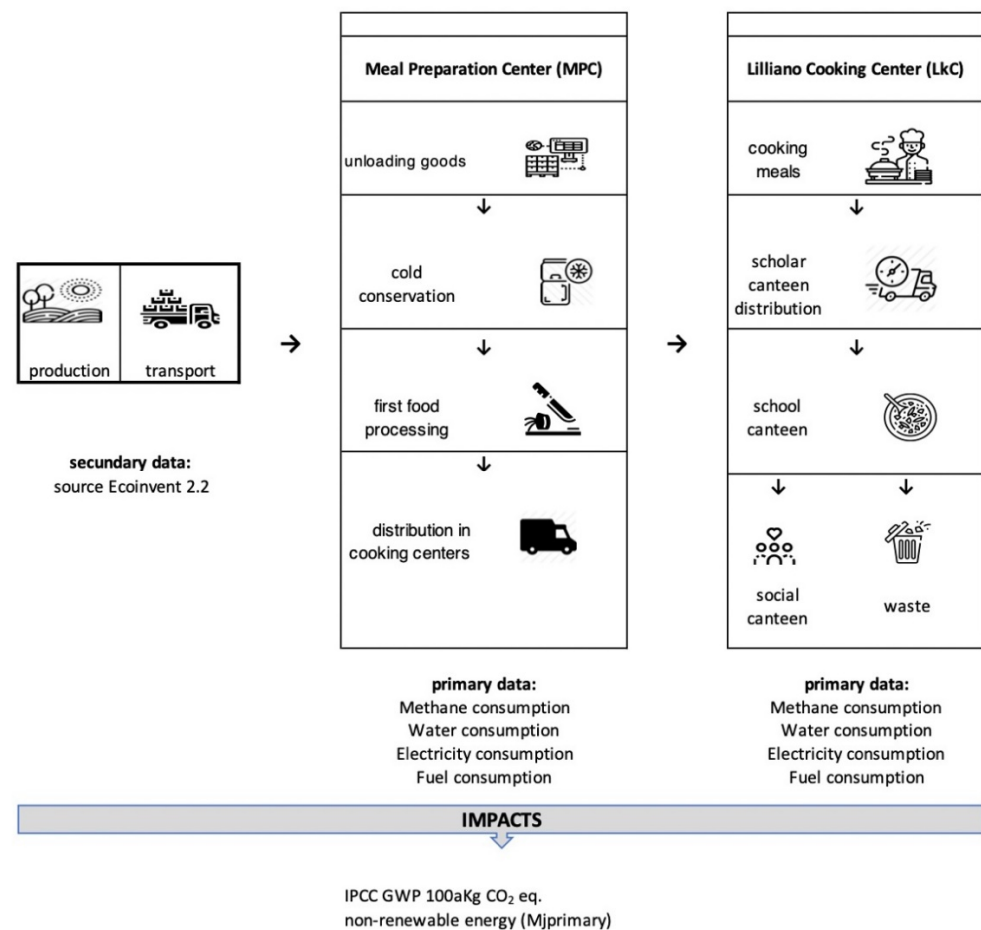 production
transport
secundary data:
source Ecoinvent 2.2
Meal Preparation Center (MPC)
unloading goods
cold
conservation
first food
processing
distribution in
cooking centers
primary data:
Methane consumption
Water consumption
Electricity consumption
Fuel consumption
Lilliano Cooking Center (LkC)
cooking
meals
scholar
canteen
distribution
school
canteen
social
canteen
waste
primary data:
Methane consumption
Water consumption
Electricity consumption
Fuel consumption
IMPACTS
IPCC GWP 100aKg CO₂ eq.
non-renewable energy (Mjprimary)